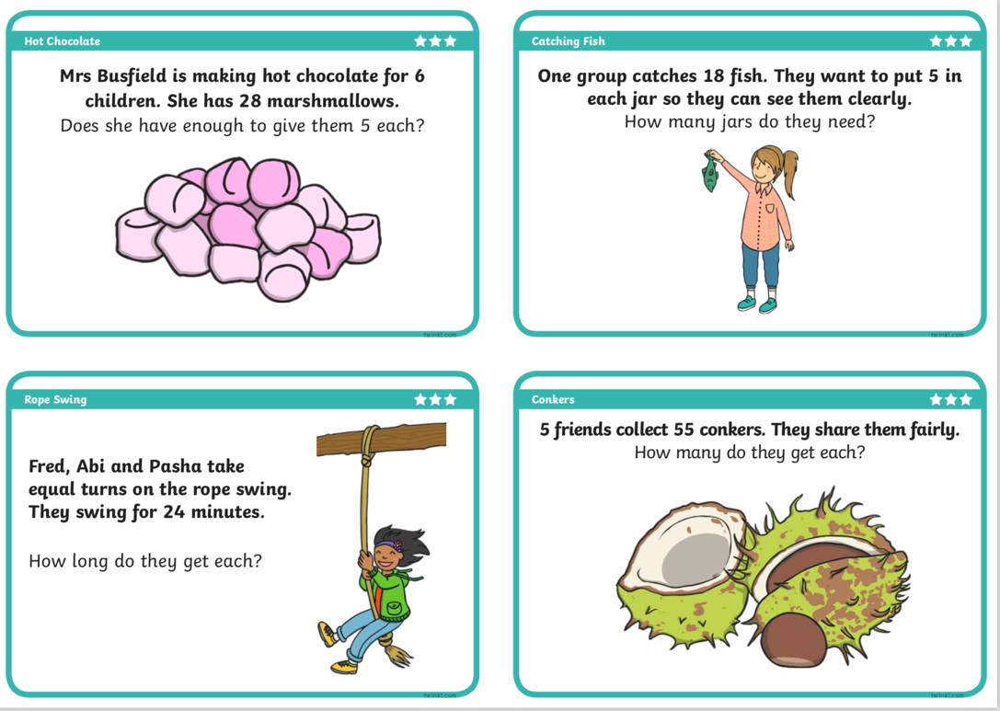 Hot Chocolate
Mrs Busfield is making hot chocolate for 6
children. She has 28 marshmallows.
Does she have enough to give them 5 each?
twinkl.com
Catching Fish
One group catches 18 fish. They want to put 5 in
each jar so they can see them clearly.
How many jars do they need?
twinkl.com
Rope Swing
Fred, Abi and Pasha take
equal turns on the rope swing.
They swing for 24 minutes.
How long do they get each?
twinkl.com
Conkers
5 friends collect 55 conkers. They share them fairly.
How many do they get each?
twinkl.com